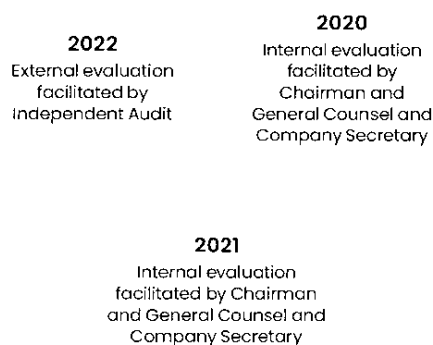 2022
External evaluation
facilitated by
Independent Audit
2020
Internal evaluation
facilitated by
Chairman and
General Counsel and
Company Secretary
2021
Internal evaluation
facilitated by Chairman
and General Counsel and
Company Secretary